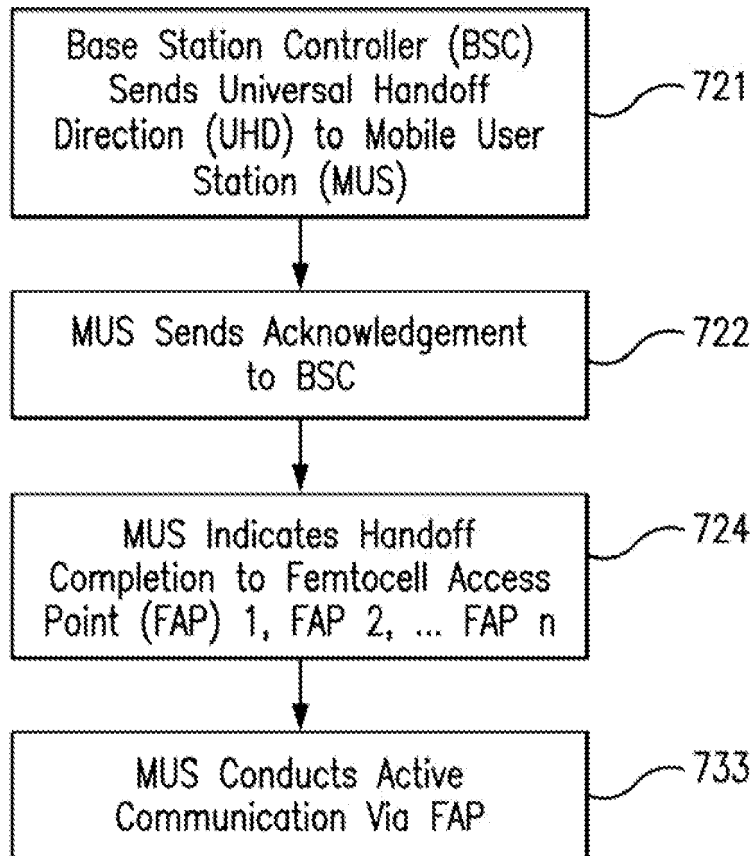 Base Station Controller (BSC)
Sends Universal Handoff
Direction (UHD) to Mobile User
Station (MUS)
721
MUS Sends Acknowledgement
to BSC
722
MUS Indicates Handoff
Completion to Femtocell Access
Point (FAP) 1, FAP 2, ... FAP n
724
MUS Conducts Active
Communication Via FAP
733